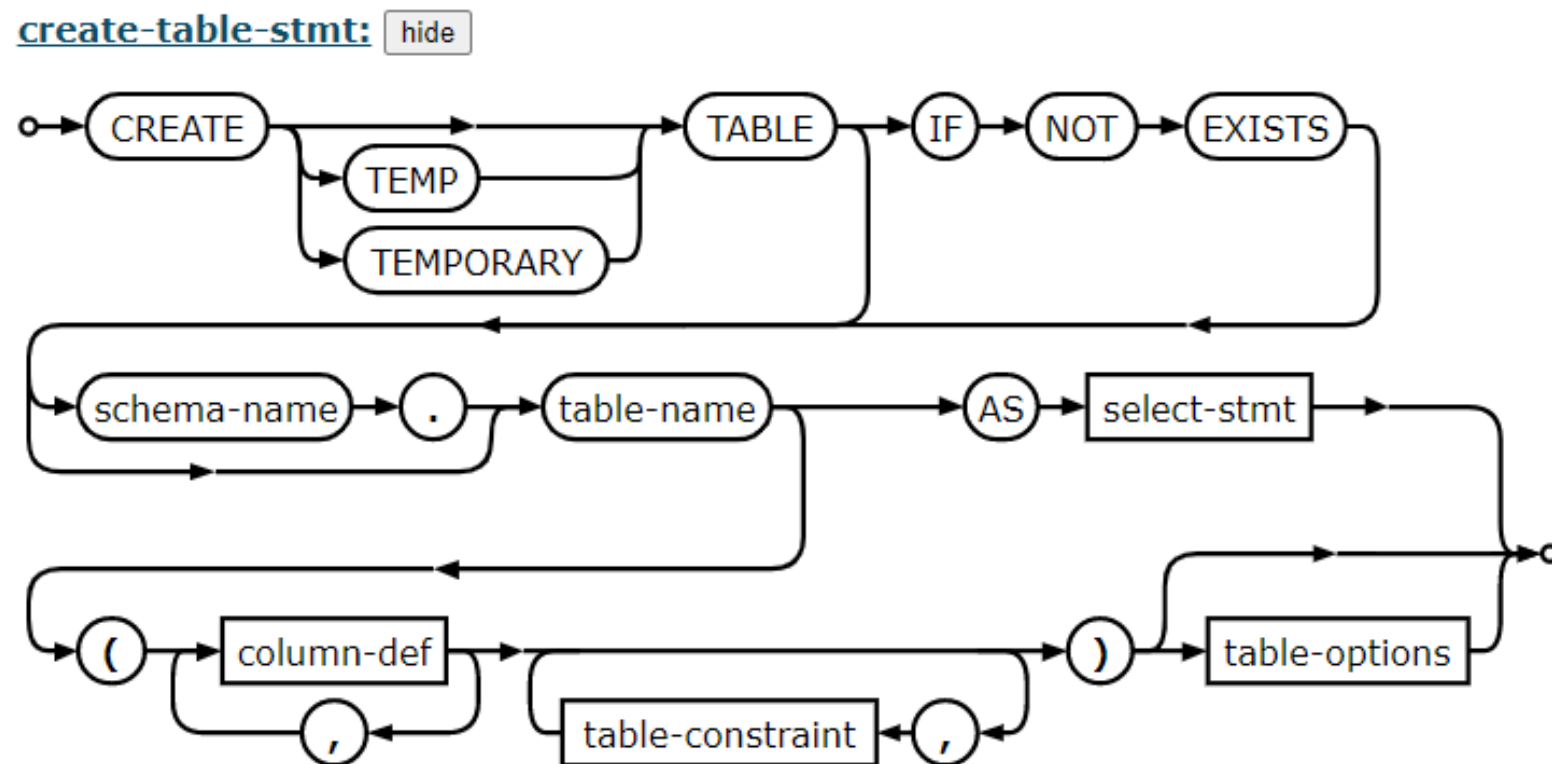 create-table-stmt: hide
CREATE TABLE IF NOT EXISTS
TEMP
TEMPORARY
schema-name . table-name AS select-stmt
( column-def ) table-options
, table-constraint ,